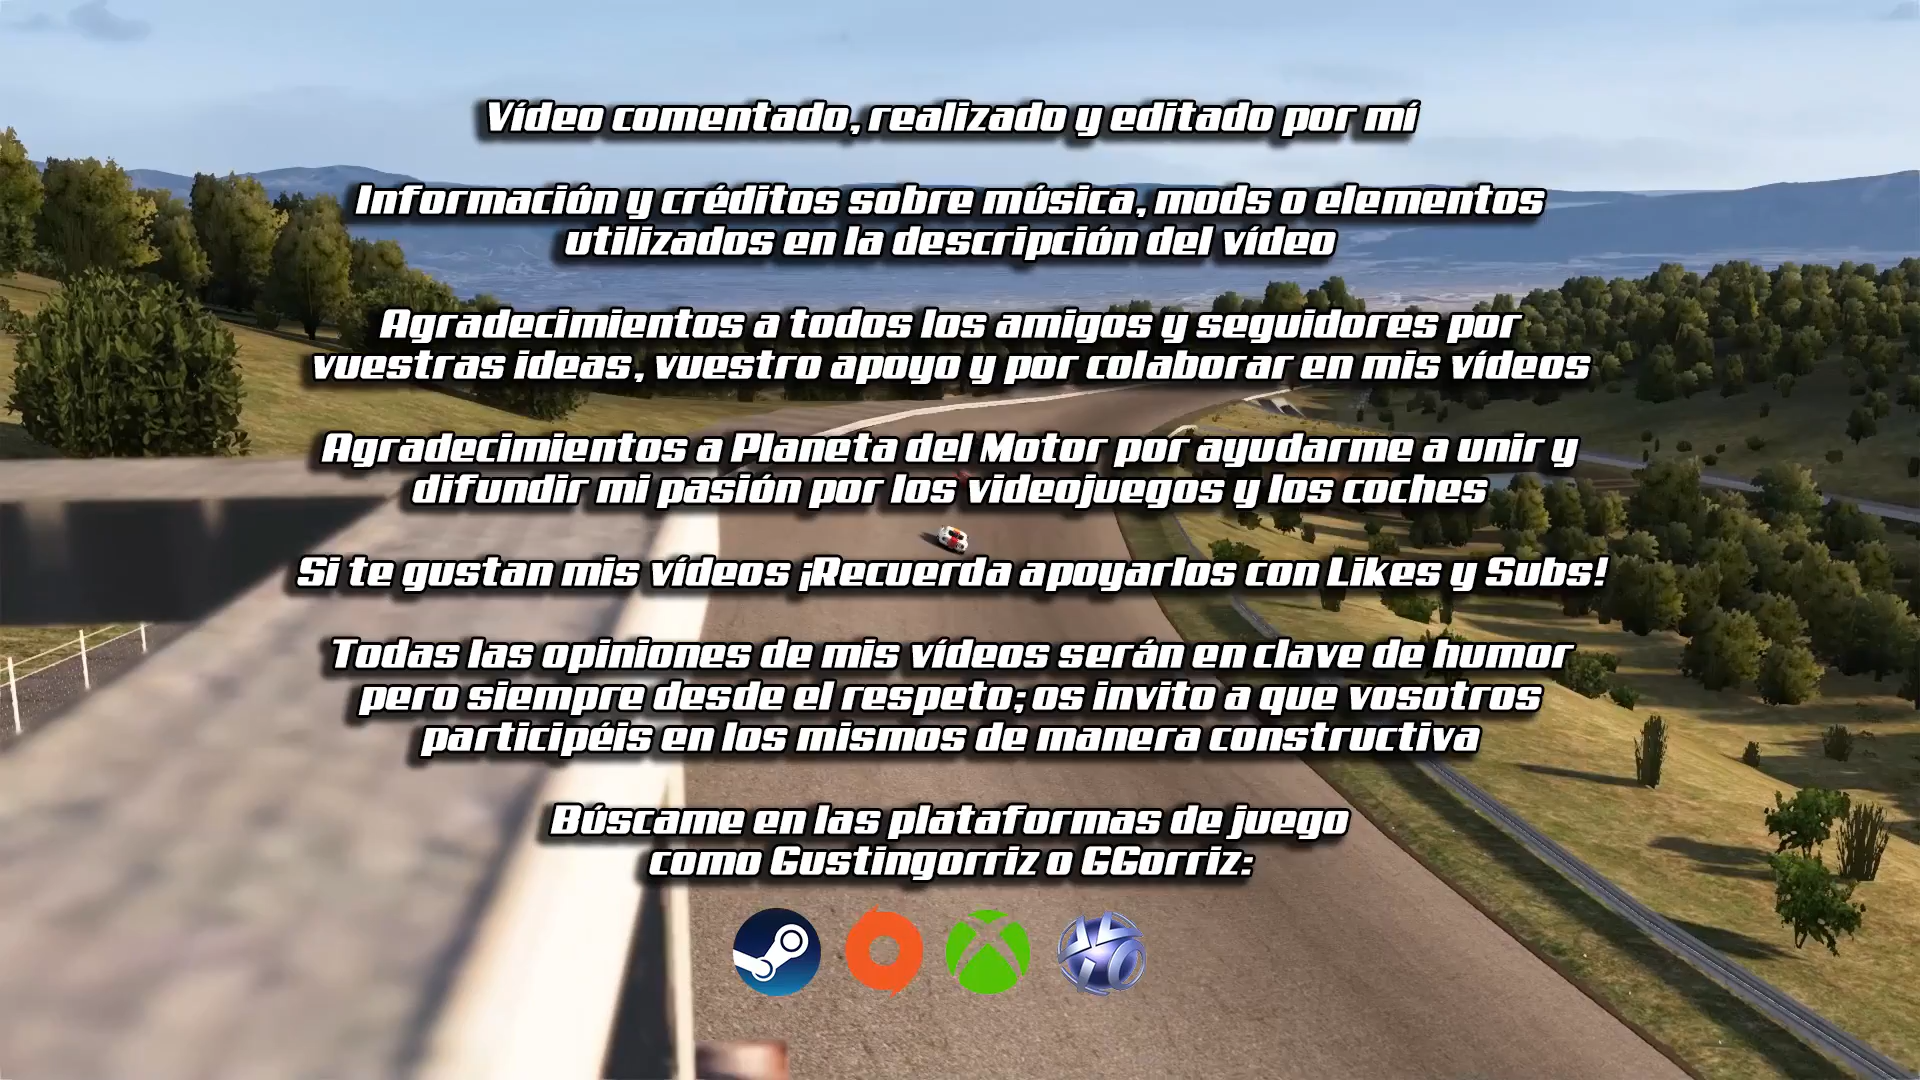 Vídeo comentado, realizado y editado por mí
Información y créditos sobre música, mods o elementos
utilizados en la descripción del vídeo
Agradecimientos a todos los amigos y seguidores por
vuestras ideas, vuestro apoyo y por colaborar en mis vídeos
Agradecimientos a Planeta del Motor por ayudarme a unir y
difundir mi pasión por los videojuegos y los coches
Si te gustan mis vídeos ¡Recuerda apoyarlos con Likes y Subs!
Todas las opiniones de mis vídeos serán en clave de humor
pero siempre desde el respeto; os invito a que vosotros
participéis en los mismos de manera constructiva
Búscame en las plataformas de juego
como Gustingorriz o GGorriz: